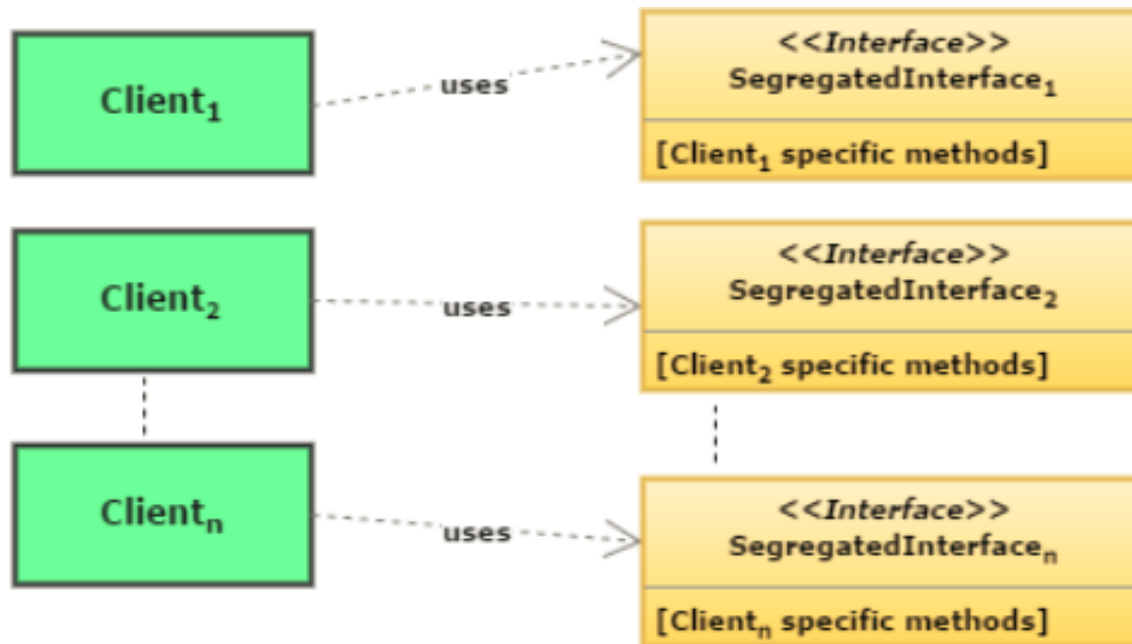 Client₁
uses
<<Interface>>
SegregatedInterface₁
[Client₁ specific methods]
Client₂
uses
<<Interface>>
SegregatedInterface₂
[Client₂ specific methods]
Clientₙ
uses
<<Interface>>
SegregatedInterfaceₙ
[Clientₙ specific methods]